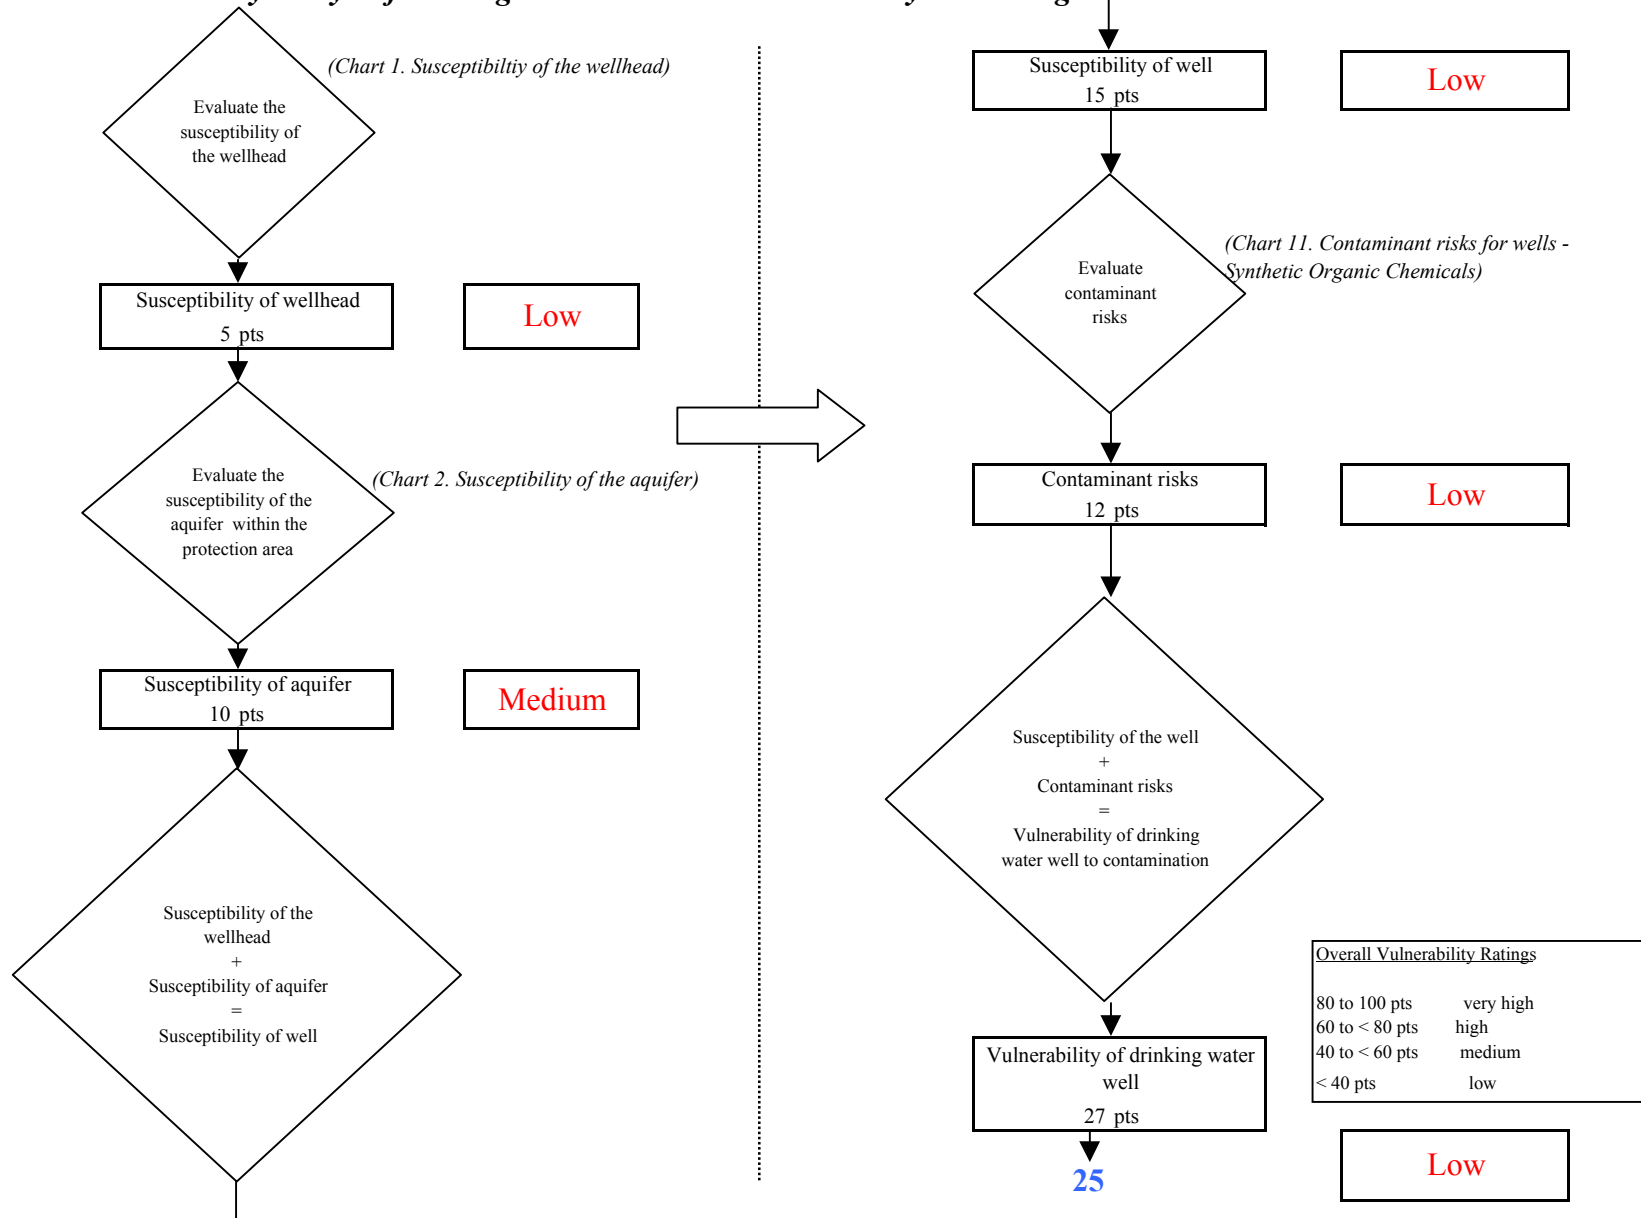 (Chart 1. Susceptibiltiy of the wellhead)
Evaluate the
susceptibility of
the wellhead
Susceptibility of wellhead
5 pts
Low
Evaluate the
susceptibility of the
aquifer within the
protection area
(Chart 2. Susceptibility of the aquifer)
Susceptibility of aquifer
10 pts
Medium
Susceptibility of the
wellhead
+
Susceptibility of aquifer
=
Susceptibility of well
Susceptibility of well
15 pts
Low
(Chart 11. Contaminant risks for wells -
Synthetic Organic Chemicals)
Evaluate
contaminant
risks
Contaminant risks
12 pts
Low
Susceptibility of the well
+
Contaminant risks
=
Vulnerability of drinking
water well to contamination
Overall Vulnerability Ratings
80 to 100 pts very high
60 to < 80 pts high
40 to < 60 pts medium
< 40 pts low
Vulnerability of drinking water
well
27 pts
25
Low